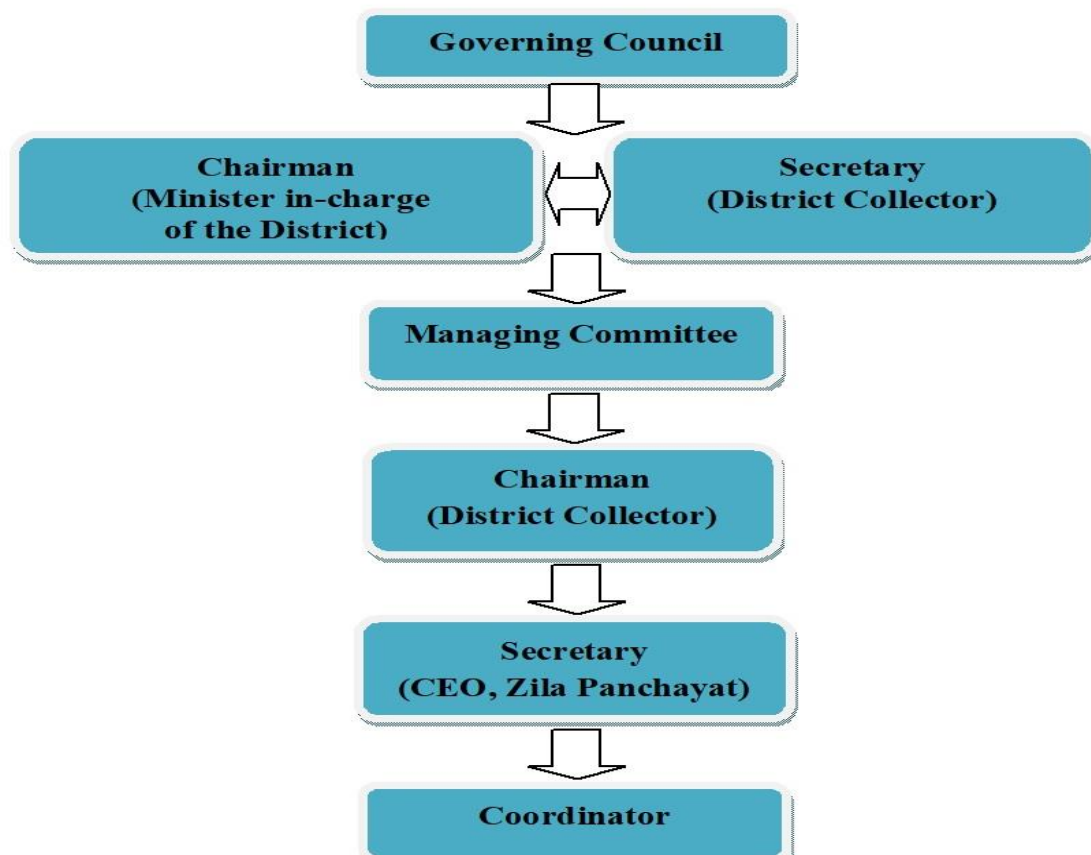 Governing Council
Chairman
(Minister in-charge
of the District)
Secretary
(District Collector)
Managing Committee
Chairman
(District Collector)
Secretary
(CEO, Zila Panchayat)
Coordinator